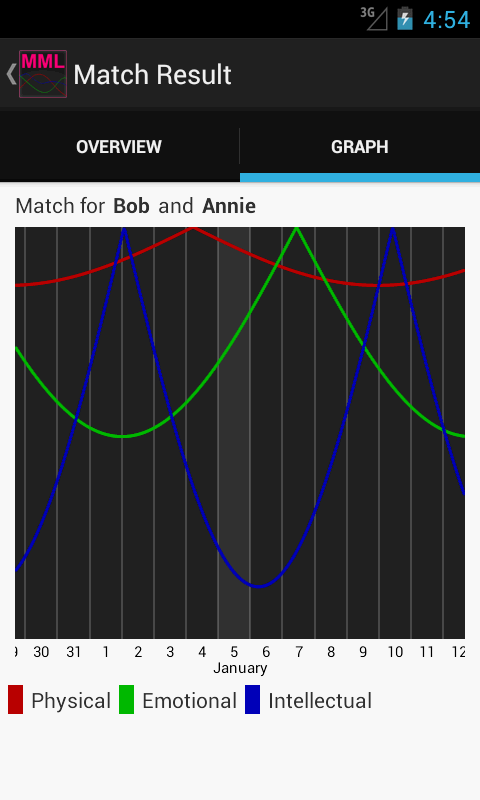 3G 4:54
MML Match Result
OVERVIEW GRAPH
Match for Bob and Annie
30 31 1 2 3 4 5 6 7 8 9 10 11 12
January
Physical Emotional Intellectual